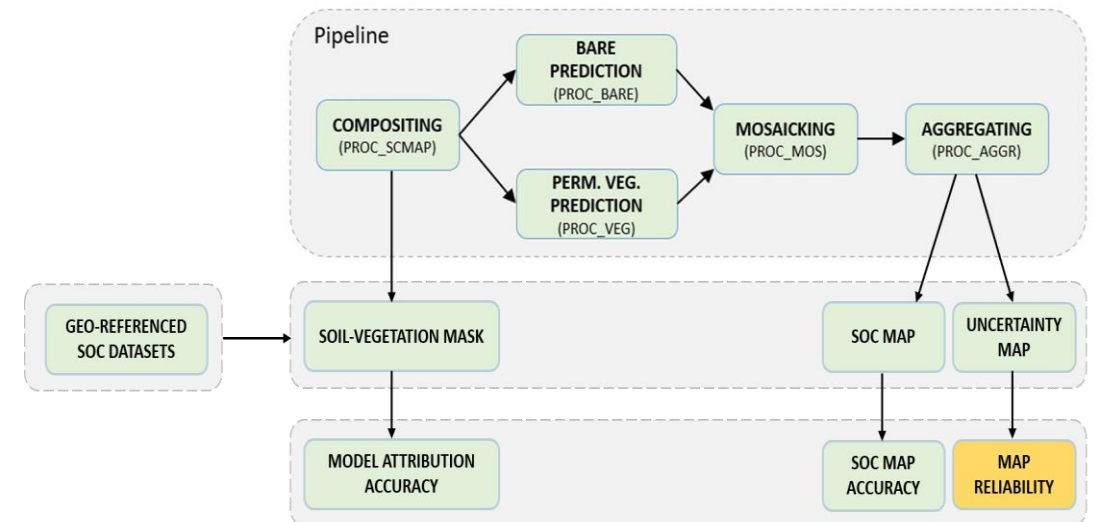 Pipeline
BARE
PREDICTION
(PROC_BARE)
COMPOSITING
(PROC_SCMAP)
MOSAICKING
(PROC_MOS)
AGGREGATING
(PROC_AGGR)
PERM. VEG.
PREDICTION
(PROC_VEG)
GEO-REFERENCED
SOC DATASETS
SOIL-VEGETATION MASK
SOC MAP
UNCERTAINTY
MAP
MODEL ATTRIBUTION
ACCURACY
SOC MAP
ACCURACY
MAP
RELIABILITY